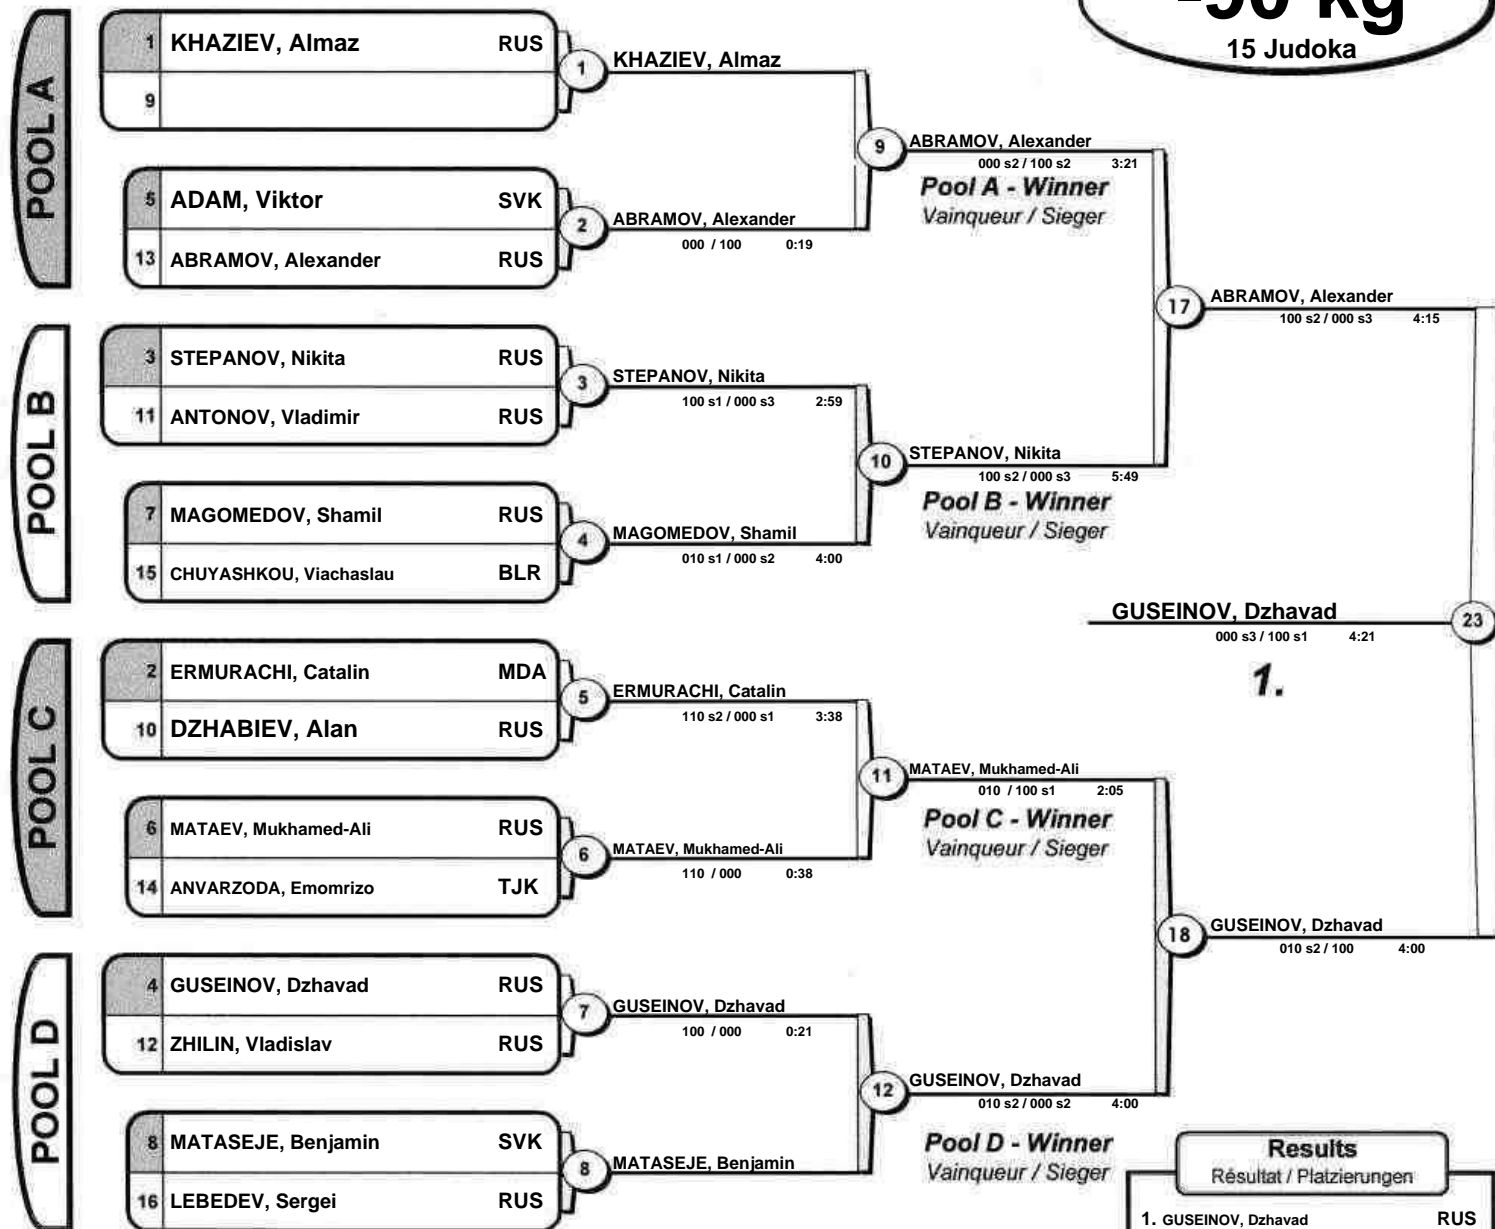 -90 kg
15 Judoka
POOL A
1 KHAZIEV, Almaz RUS
9
1 KHAZIEV, Almaz
5 ADAM, Viktor SVK
13 ABRAMOV, Alexander RUS
2 ABRAMOV, Alexander
000 / 100 0:19
9 ABRAMOV, Alexander
000 s2 / 100 s2 3:21
Pool A - Winner
Vainqueur / Sieger
POOL B
3 STEPANOV, Nikita RUS
11 ANTONOV, Vladimir RUS
3 STEPANOV, Nikita
100 s1 / 000 s3 2:59
7 MAGOMEDOV, Shamil RUS
15 CHUYASHKOU, Viachaslau BLR
4 MAGOMEDOV, Shamil
010 s1 / 000 s2 4:00
10 STEPANOV, Nikita
100 s2 / 000 s3 5:49
Pool B - Winner
Vainqueur / Sieger
17 ABRAMOV, Alexander
100 s2 / 000 s3 4:15
GUSEINOV, Dzhavad 23
000 s3 / 100 s1 4:21
1.
POOL C
2 ERMURACHI, Catalin MDA
10 DZHABIEV, Alan RUS
5 ERMURACHI, Catalin
110 s2 / 000 s1 3:38
6 MATAEV, Mukhamed-Ali RUS
14 ANVARZODA, Emomrizo TJK
6 MATAEV, Mukhamed-Ali
110 / 000 0:38
11 MATAEV, Mukhamed-Ali
010 / 100 s1 2:05
Pool C - Winner
Vainqueur / Sieger
POOL D
4 GUSEINOV, Dzhavad RUS
12 ZHILIN, Vladislav RUS
7 GUSEINOV, Dzhavad
100 / 000 0:21
8 MATASEJE, Benjamin SVK
16 LEBEDEV, Sergei RUS
8 MATASEJE, Benjamin
12 GUSEINOV, Dzhavad
010 s2 / 000 s2 4:00
Pool D - Winner
Vainqueur / Sieger
18 GUSEINOV, Dzhavad
010 s2 / 100 4:00
Results
Résultat / Platzierungen
1. GUSEINOV, Dzhavad RUS